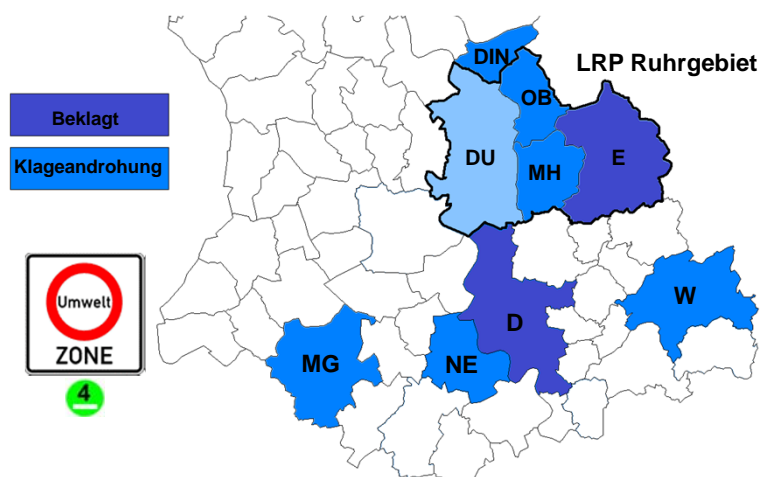 DIN
LRP Ruhrgebiet
OB
Beklagt
Klageandrohung
DU
MH
E
Umwelt
ZONE
4
W
D
MG
NE